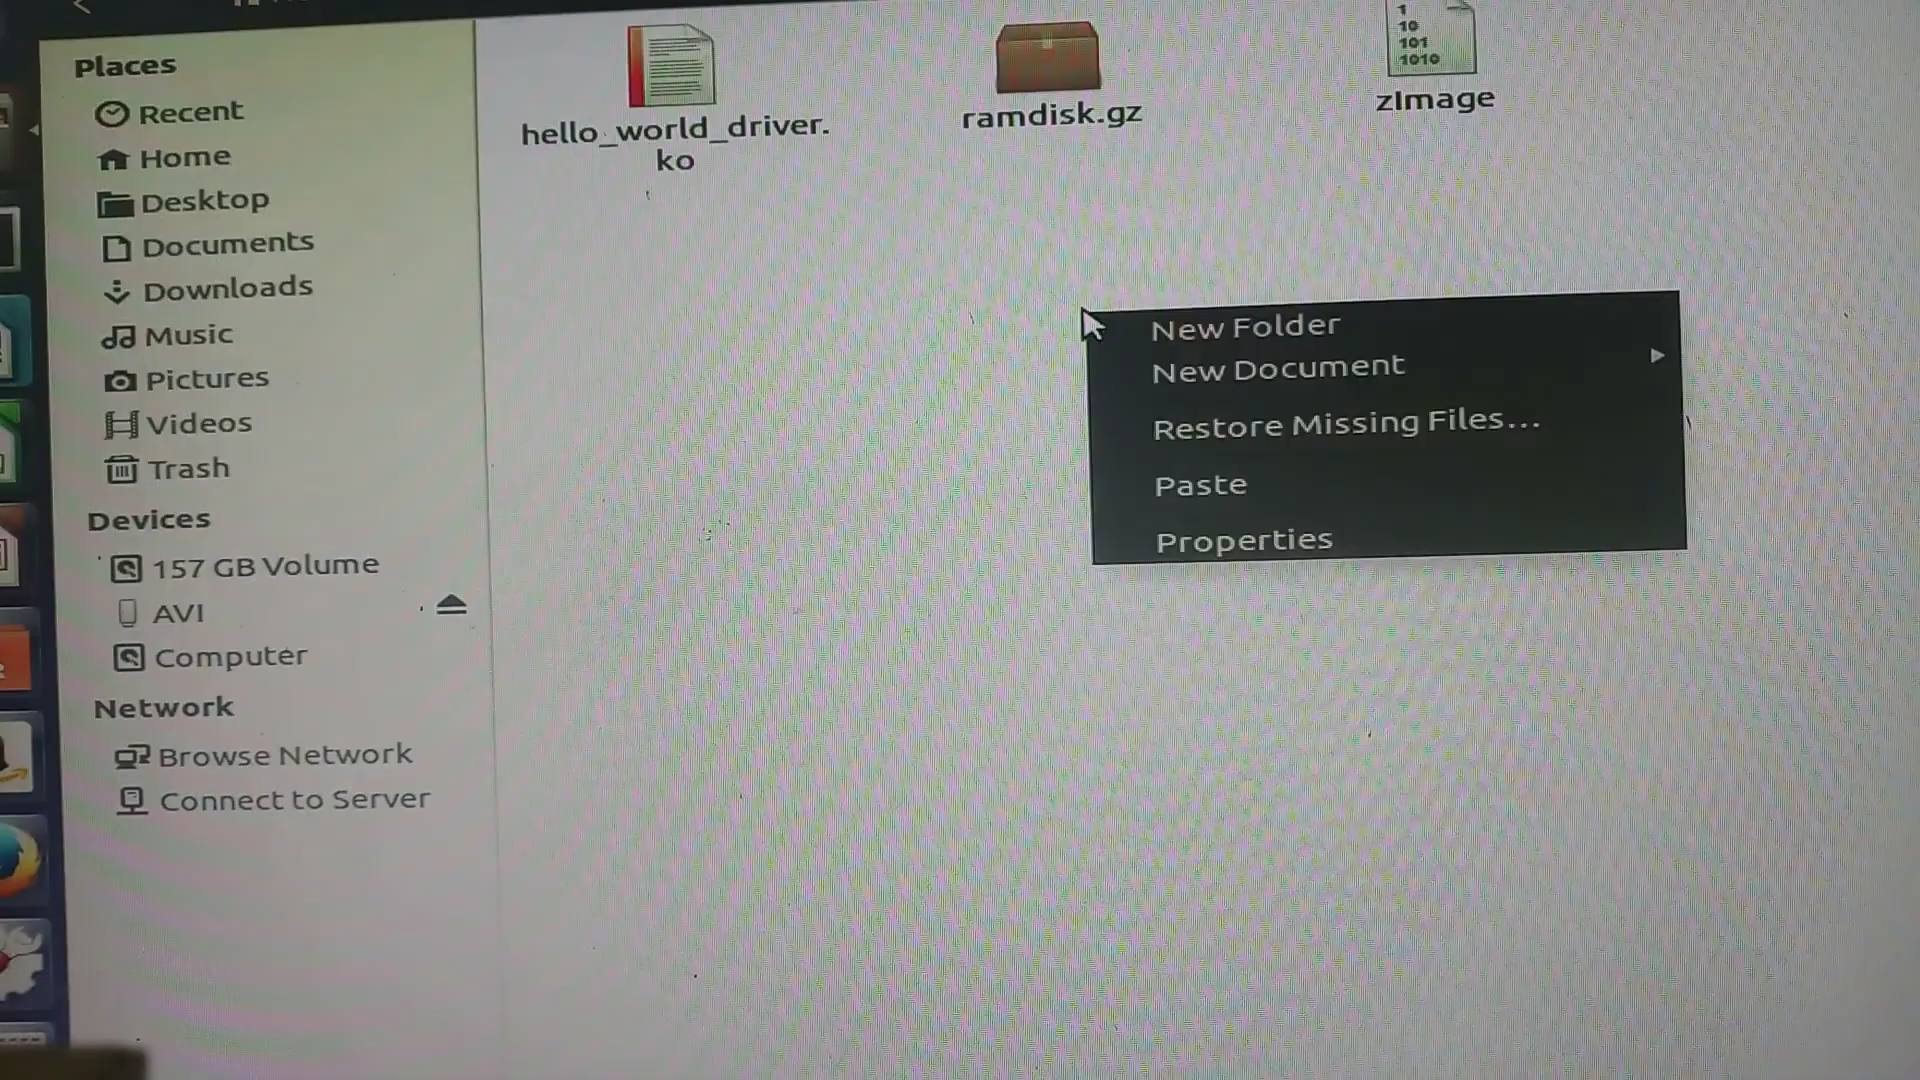 Places
Recent
Home
Desktop
Documents
Downloads
Music
Pictures
Videos
Trash
Devices
157 GB Volume
AVI
Computer
Network
Browse Network
Connect to Server
hello_world_driver.
ko
ramdisk.gz
1
10
101
1010
zImage
New Folder
New Document
Restore Missing Files...
Paste
Properties